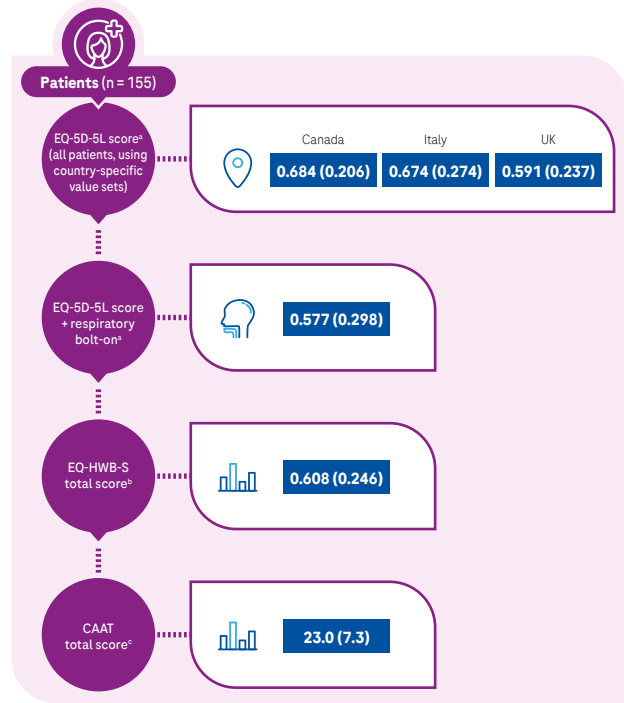 Patients (n = 155)
EQ-5D-5L scoreᵃ
(all patients, using
country-specific
value sets)
Canada
Italy
UK
0.684 (0.206)
0.674 (0.274)
0.591 (0.237)
EQ-5D-5L score
+ respiratory
bolt-onᵃ
0.577 (0.298)
EQ-HWB-S
total scoreᵇ
0.608 (0.246)
CAAT
total scoreᶜ
23.0 (7.3)